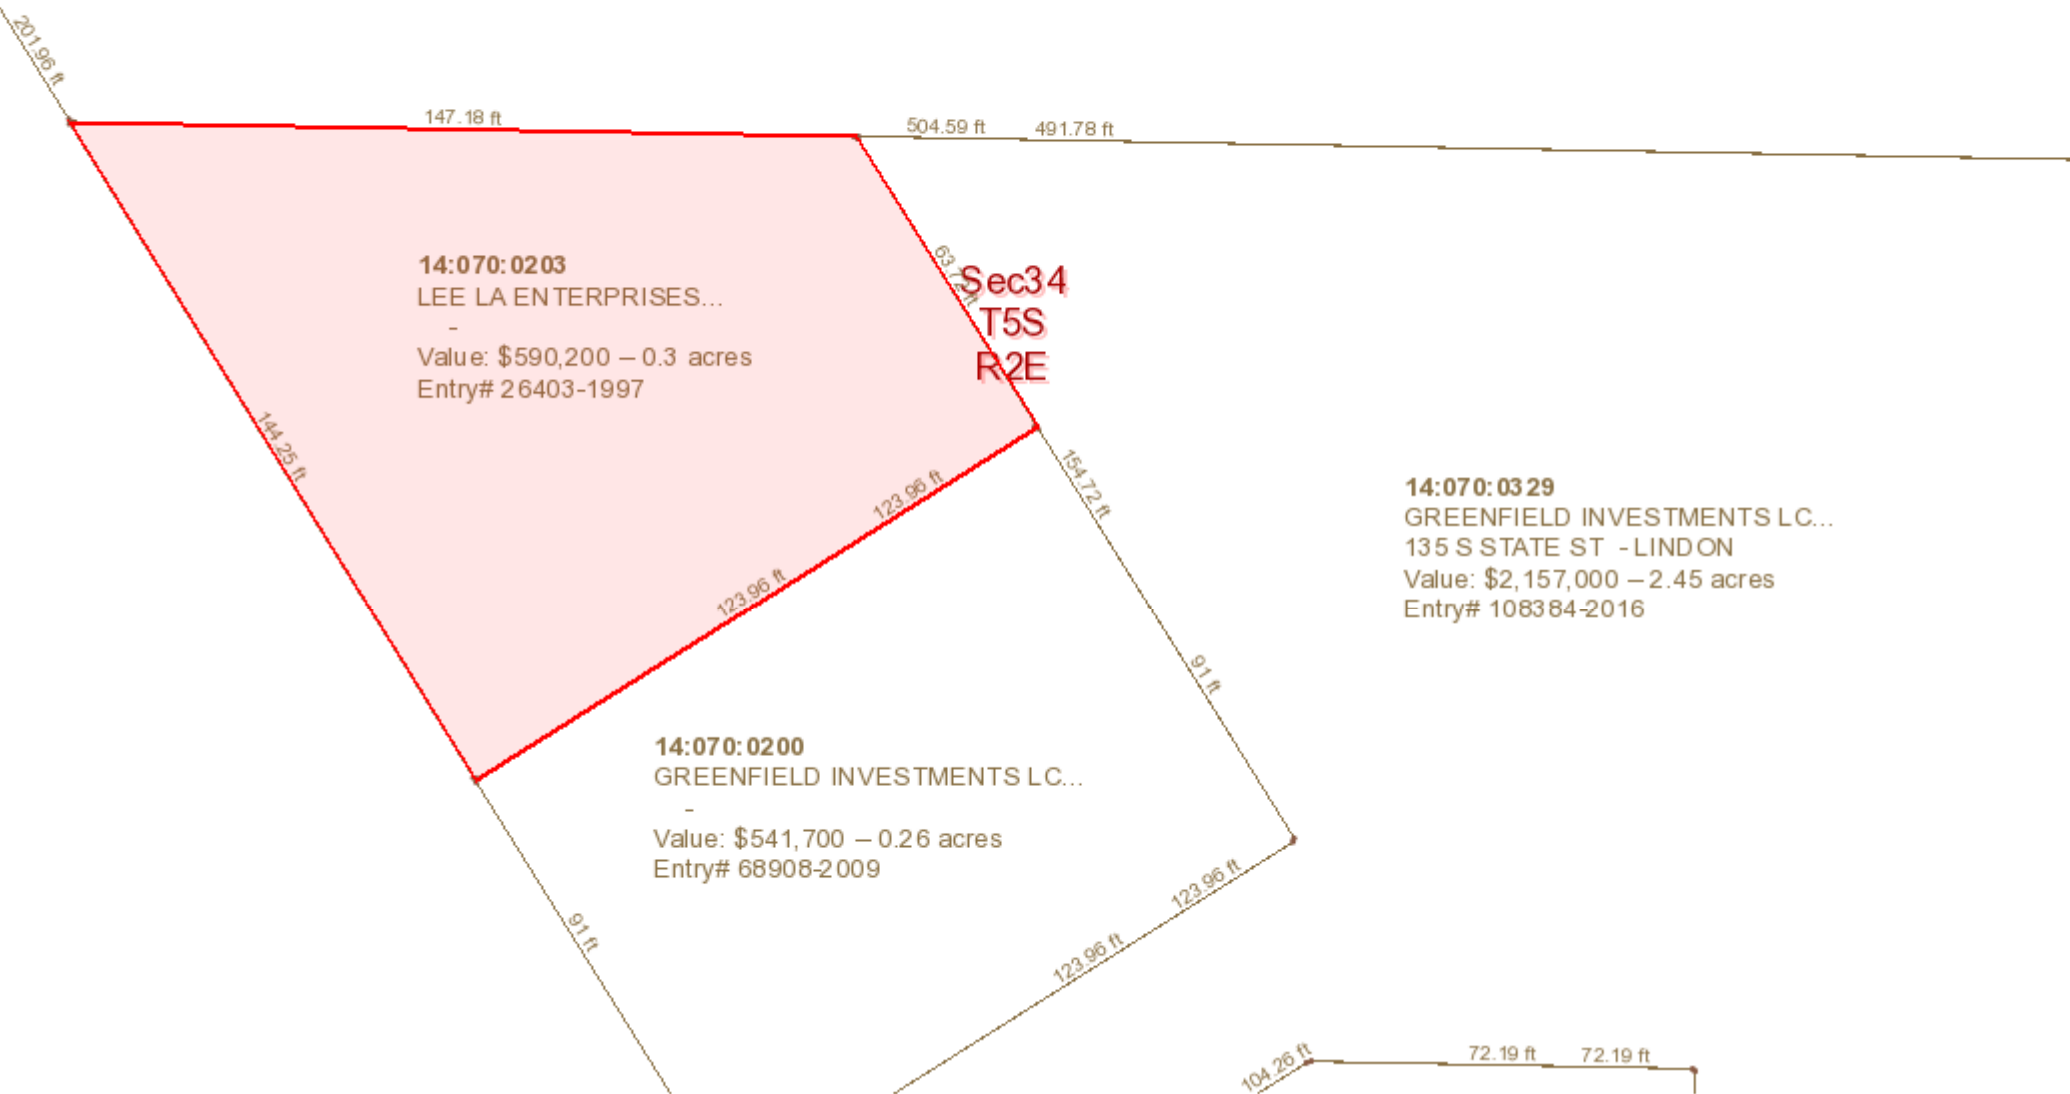 201.96 ft
147.18 ft
504.59 ft
491.78 ft
63.72 ft
Sec34
T5S
R2E
14:070:0203
LEE LA ENTERPRISES...
-
Value: $590,200 – 0.3 acres
Entry# 26403-1997
144.25 ft
123.96 ft
123.96 ft
154.72 ft
14:070:0329
GREENFIELD INVESTMENTS LC...
135 S STATE ST - LINDON
Value: $2,157,000 – 2.45 acres
Entry# 108384-2016
91 ft
14:070:0200
GREENFIELD INVESTMENTS LC...
-
Value: $541,700 – 0.26 acres
Entry# 68908-2009
91 ft
123.96 ft
123.96 ft
104.26 ft
72.19 ft
72.19 ft